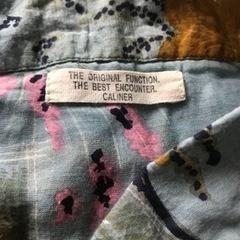 THE ORIGINAL FUNCTION.
THE BEST ENCOUNTER.
CALINER